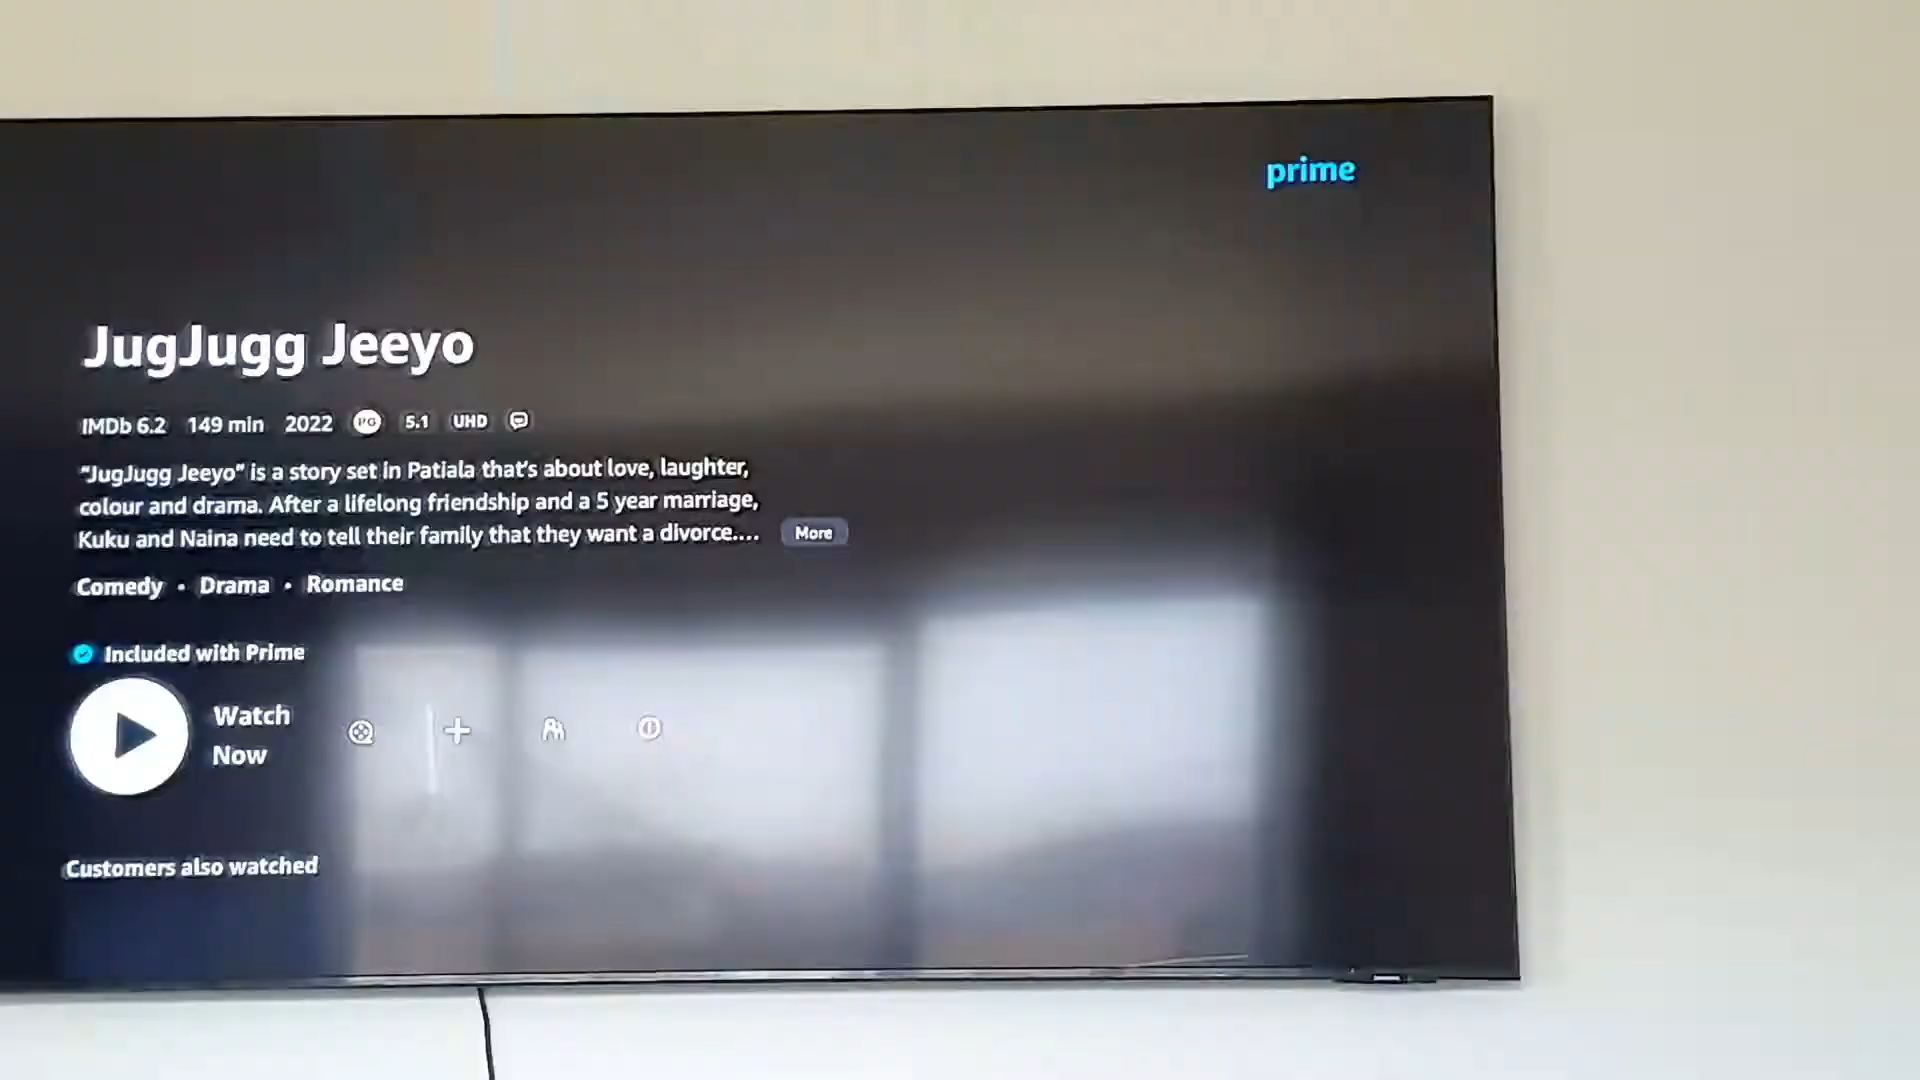 prime
JugJugg Jeeyo
IMDb 6.2 149 min 2022 PG 5.1 UHD
"JugJugg Jeeyo" is a story set in Patiala that's about love, laughter,
colour and drama. After a lifelong friendship and a 5 year marriage,
Kuku and Naina need to tell their family that they want a divorce.... More
Comedy • Drama • Romance
Included with Prime
Watch
Now
Customers also watched